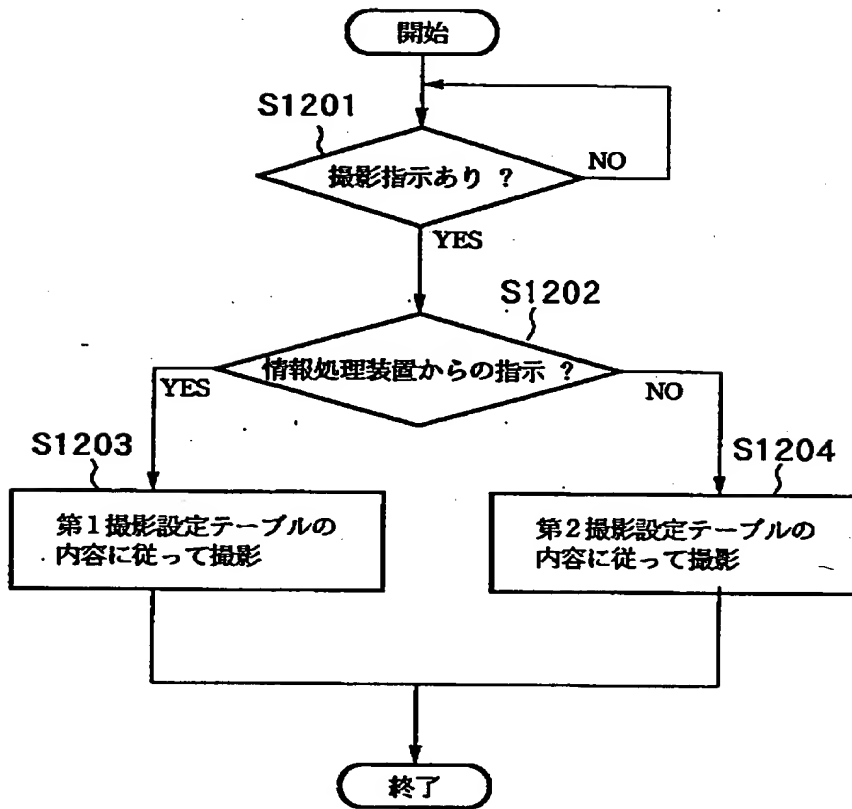 開始
S1201
撮影指示あり ?
NO
YES
S1202
情報処理装置からの指示 ?
YES
NO
S1203
S1204
第1撮影設定テーブルの
内容に従って撮影
第2撮影設定テーブルの
内容に従って撮影
終了